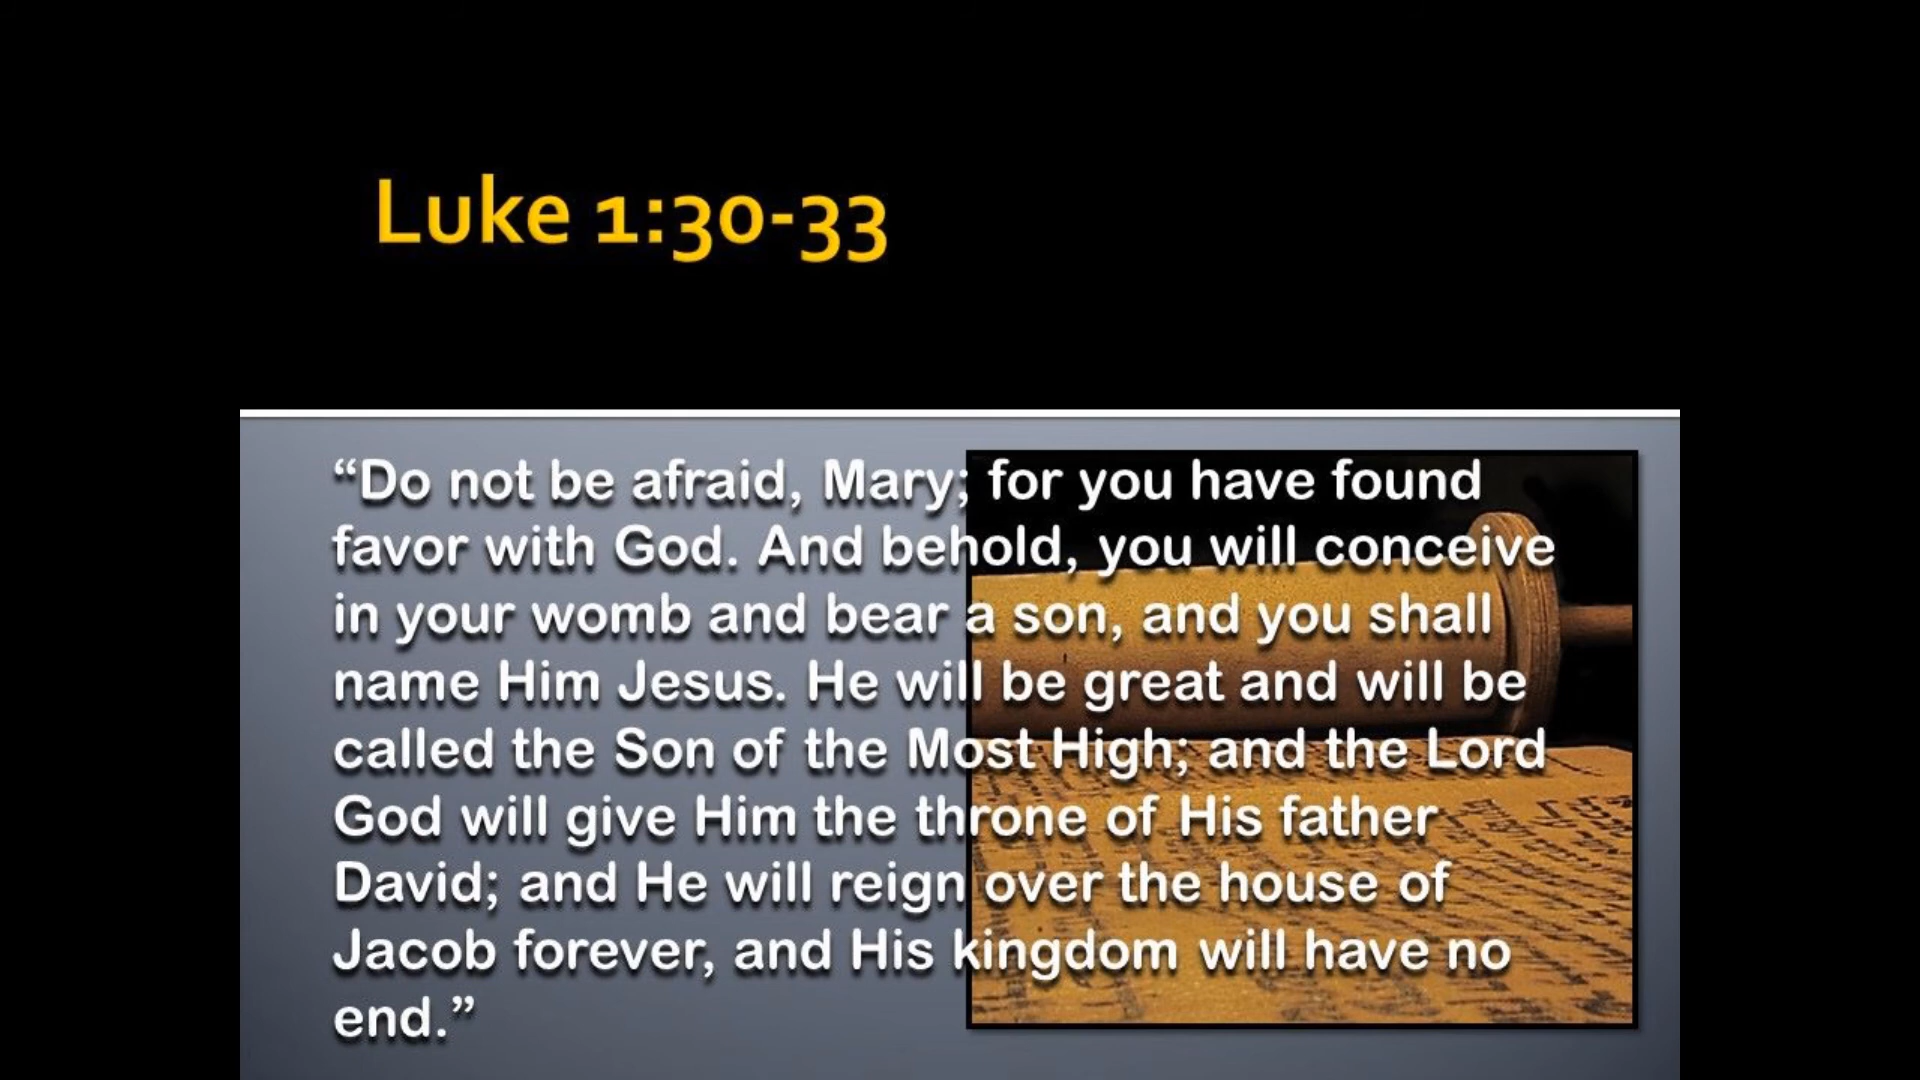 Luke 1:30-33
“Do not be afraid, Mary; for you have found
favor with God. And behold, you will conceive
in your womb and bear a son, and you shall
name Him Jesus. He will be great and will be
called the Son of the Most High; and the Lord
God will give Him the throne of His father
David; and He will reign over the house of
Jacob forever, and His kingdom will have no
end.”